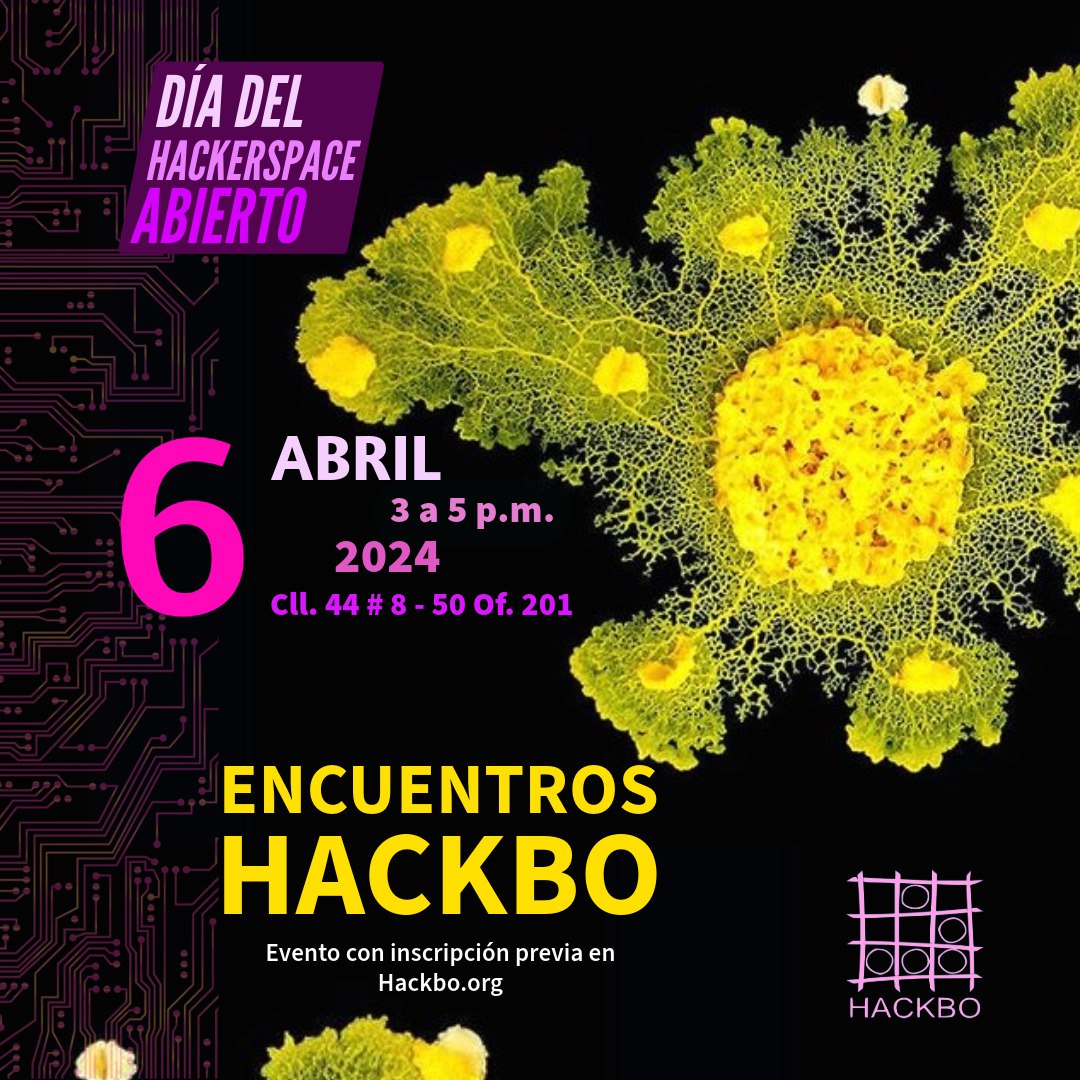 DÍA DEL
HACKERSPACE
ABIERTO
6
ABRIL
3 a 5 p.m.
2024
Cll. 44 # 8 - 50 Of. 201
ENCUENTROS
HACKBO
Evento con inscripción previa en
Hackbo.org
HACKBO